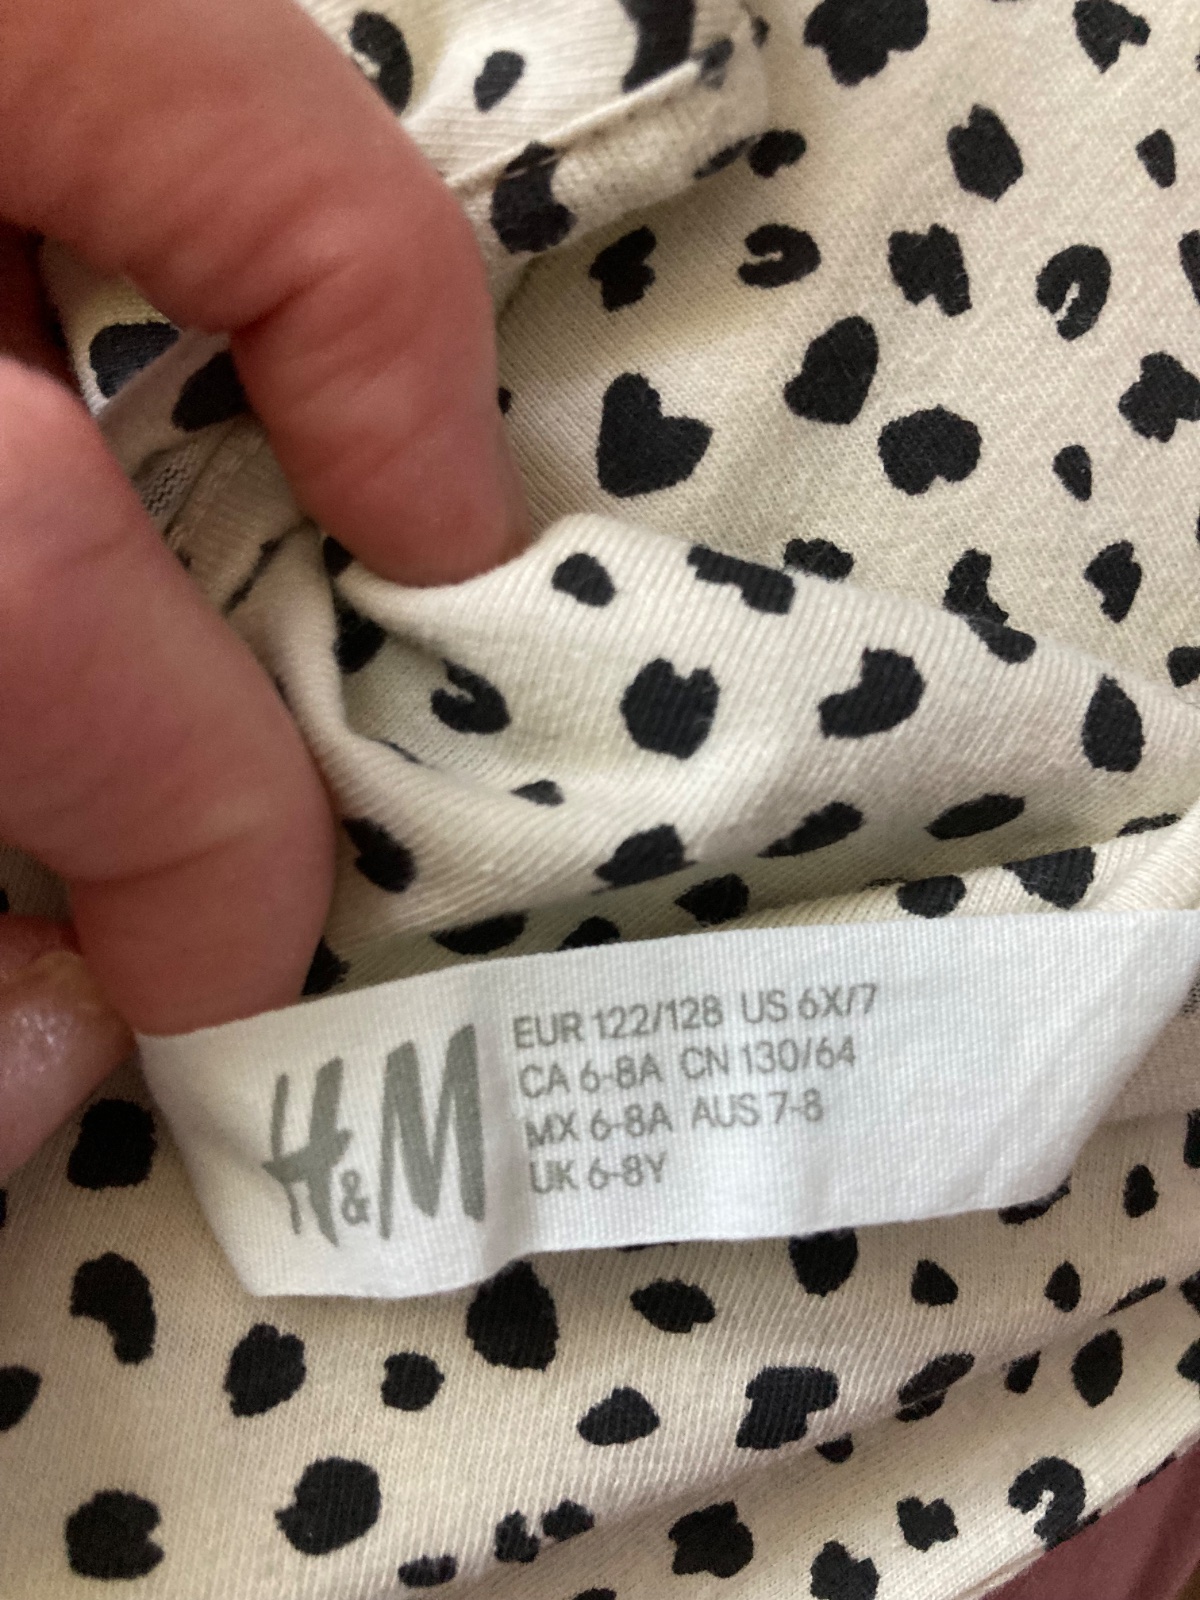 H&M
EUR 122/128 US 6X/7
CA 6-8A CN 130/64
MX 6-8A AUS 7-8
UK 6-8Y